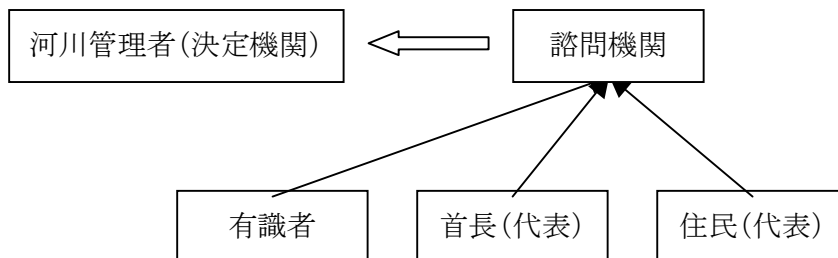 河川管理者(決定機関)
諮問機関
有識者
首長(代表)
住民(代表)